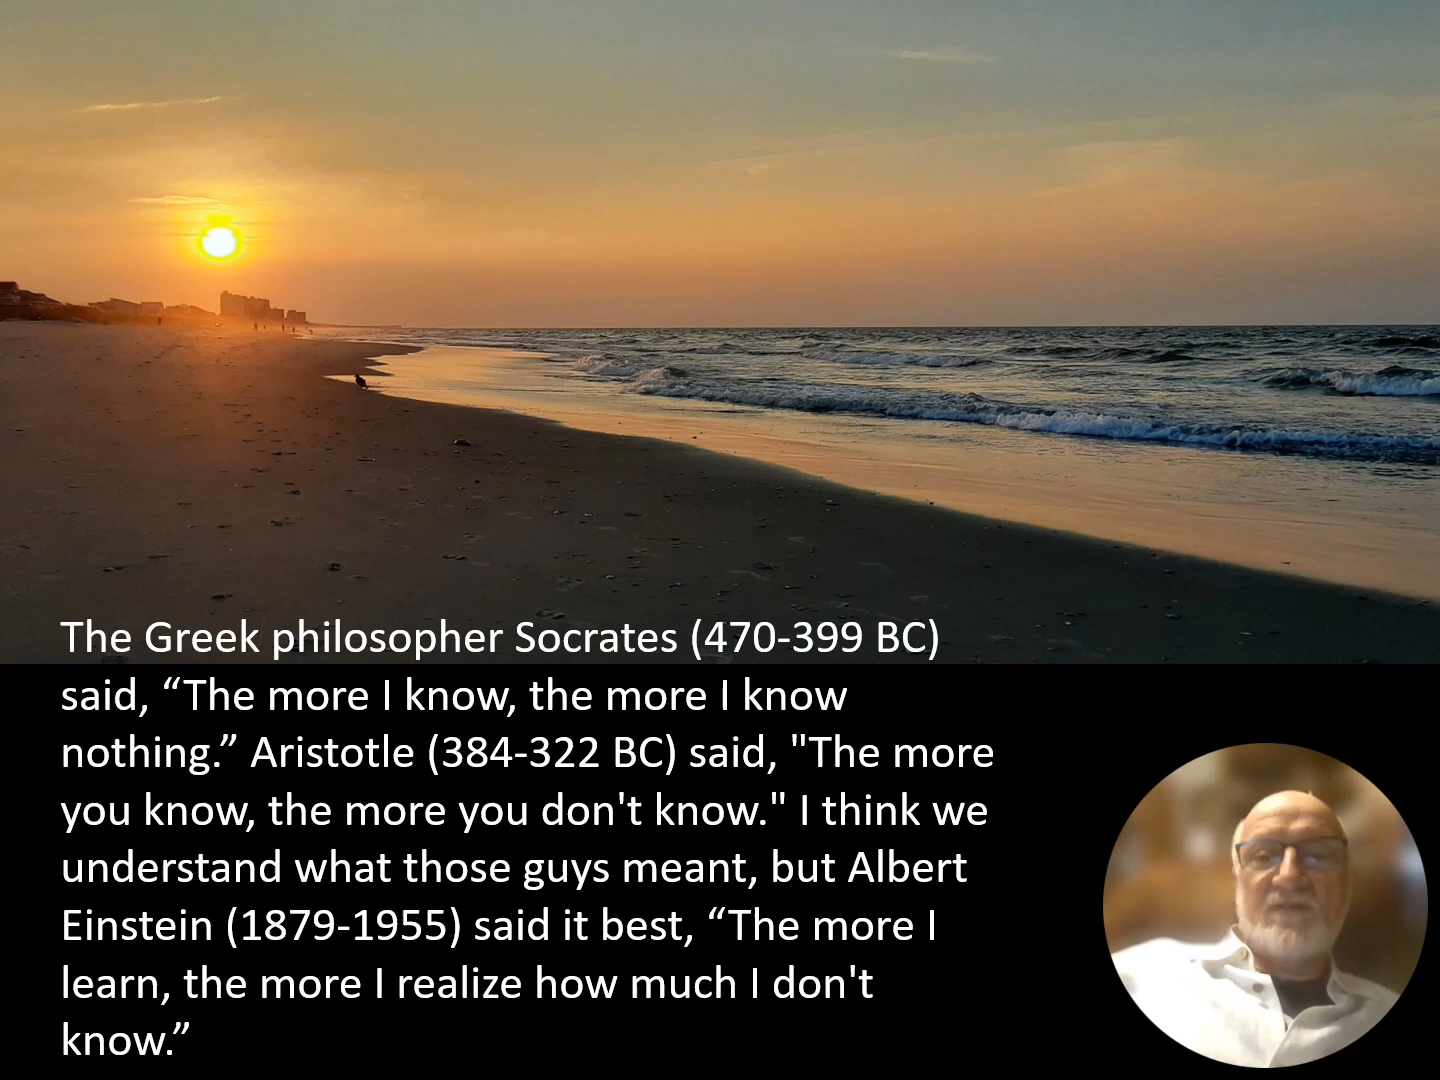 The Greek philosopher Socrates (470-399 BC)
said, “The more I know, the more I know
nothing.” Aristotle (384-322 BC) said, "The more
you know, the more you don't know." I think we
understand what those guys meant, but Albert
Einstein (1879-1955) said it best, “The more I
learn, the more I realize how much I don't
know.”